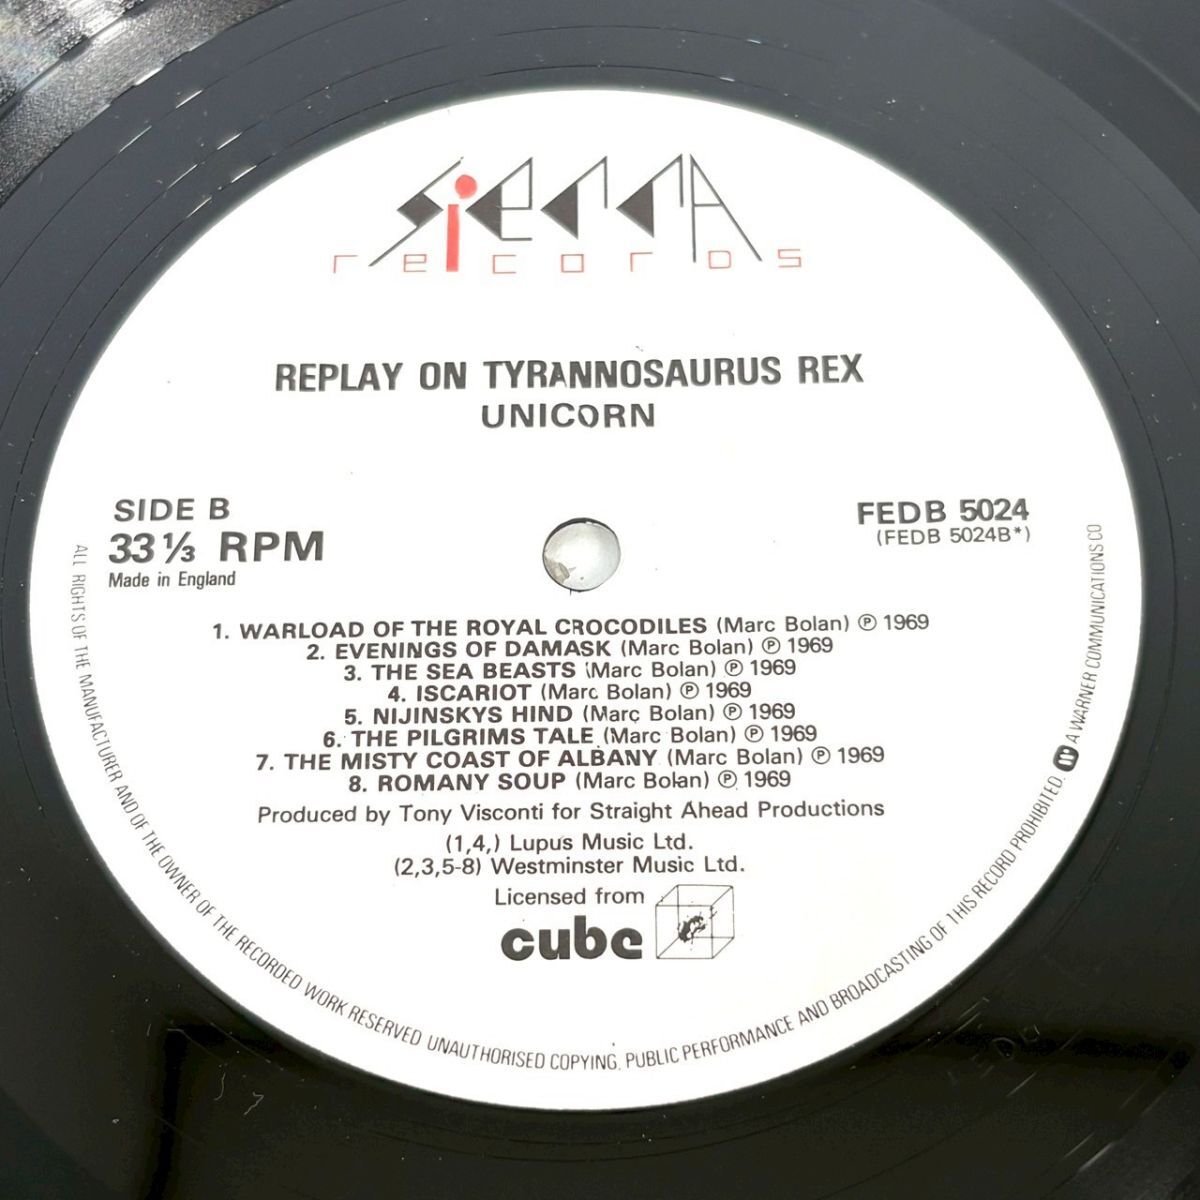 sierra
records
REPLAY ON TYRANNOSAURUS REX
UNICORN
SIDE B
33⅓ RPM
Made in England
FEDB 5024
(FEDB 5024B*)
1. WARLOAD OF THE ROYAL CROCODILES (Marc Bolan) ℗ 1969
2. EVENINGS OF DAMASK (Marc Bolan) ℗ 1969
3. THE SEA BEASTS (Marc Bolan) ℗ 1969
4. ISCARIOT (Marc Bolan) ℗ 1969
5. NIJINSKYS HIND (Marc Bolan) ℗ 1969
6. THE PILGRIMS TALE (Marc Bolan) ℗ 1969
7. THE MISTY COAST OF ALBANY (Marc Bolan) ℗ 1969
8. ROMANY SOUP (Marc Bolan) ℗ 1969
Produced by Tony Visconti for Straight Ahead Productions
(1,4,) Lupus Music Ltd.
(2,3,5-8) Westminster Music Ltd.
Licensed from
cube
ALL RIGHTS OF THE MANUFACTURER AND OF THE OWNER OF THE RECORDED WORK RESERVED UNAUTHORISED COPYING, PUBLIC PERFORMANCE AND BROADCASTING OF THIS RECORD PROHIBITED. A WARNER COMMUNICATIONS CO